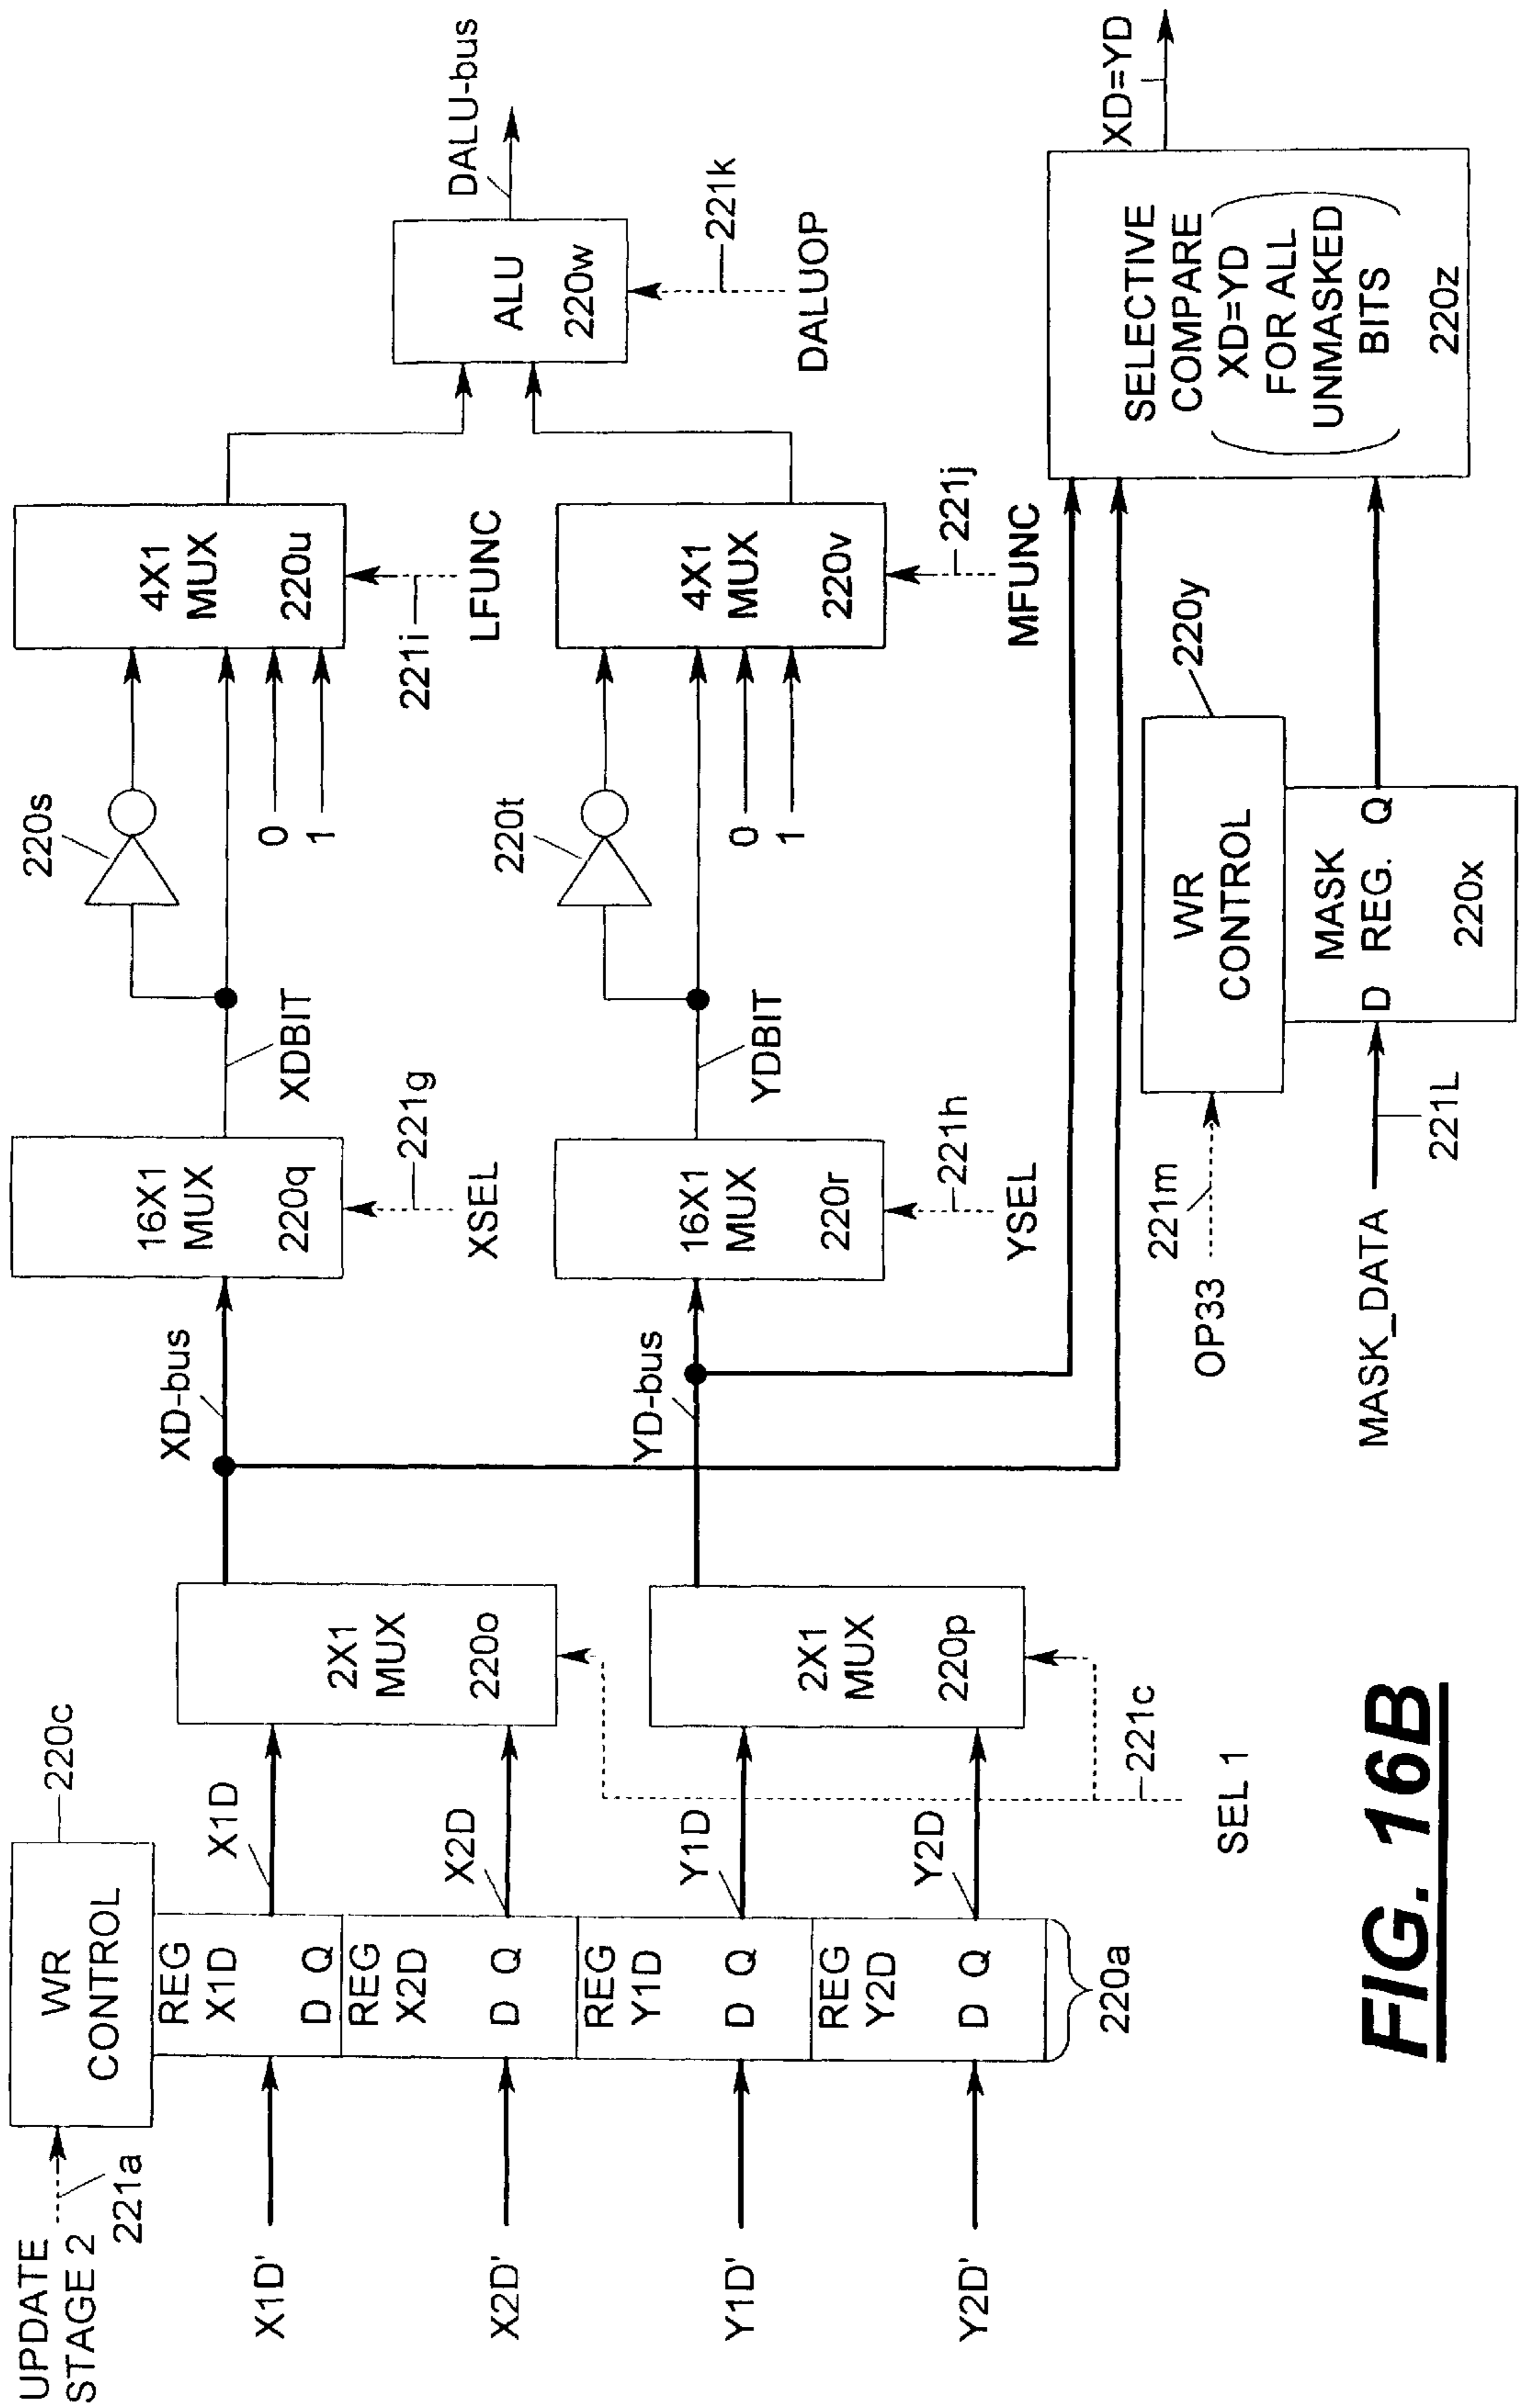 UPDATE
STAGE 2
221a
WR
CONTROL
220c
X1D'
X2D'
Y1D'
Y2D'
REG
X1D
D Q
REG
X2D
D Q
REG
Y1D
D Q
REG
Y2D
D Q
220a
X1D
X2D
Y1D
Y2D
2X1
MUX
220o
2X1
MUX
220p
221c
SEL 1
XD-bus
YD-bus
16X1
MUX
220q
221g
XSEL
16X1
MUX
220r
221h
YSEL
XDBIT
YDBIT
220s
220t
0
1
0
1
4X1
MUX
220u
221i
LFUNC
4X1
MUX
220v
221j
MFUNC
ALU
220w
DALU-bus
221k
DALUOP
OP33
221m
WR
CONTROL
220y
MASK_DATA
221L
MASK
D REG. Q
220x
SELECTIVE
COMPARE
XD=YD
FOR ALL
UNMASKED
BITS
220z
XD=YD
FIG. 16B